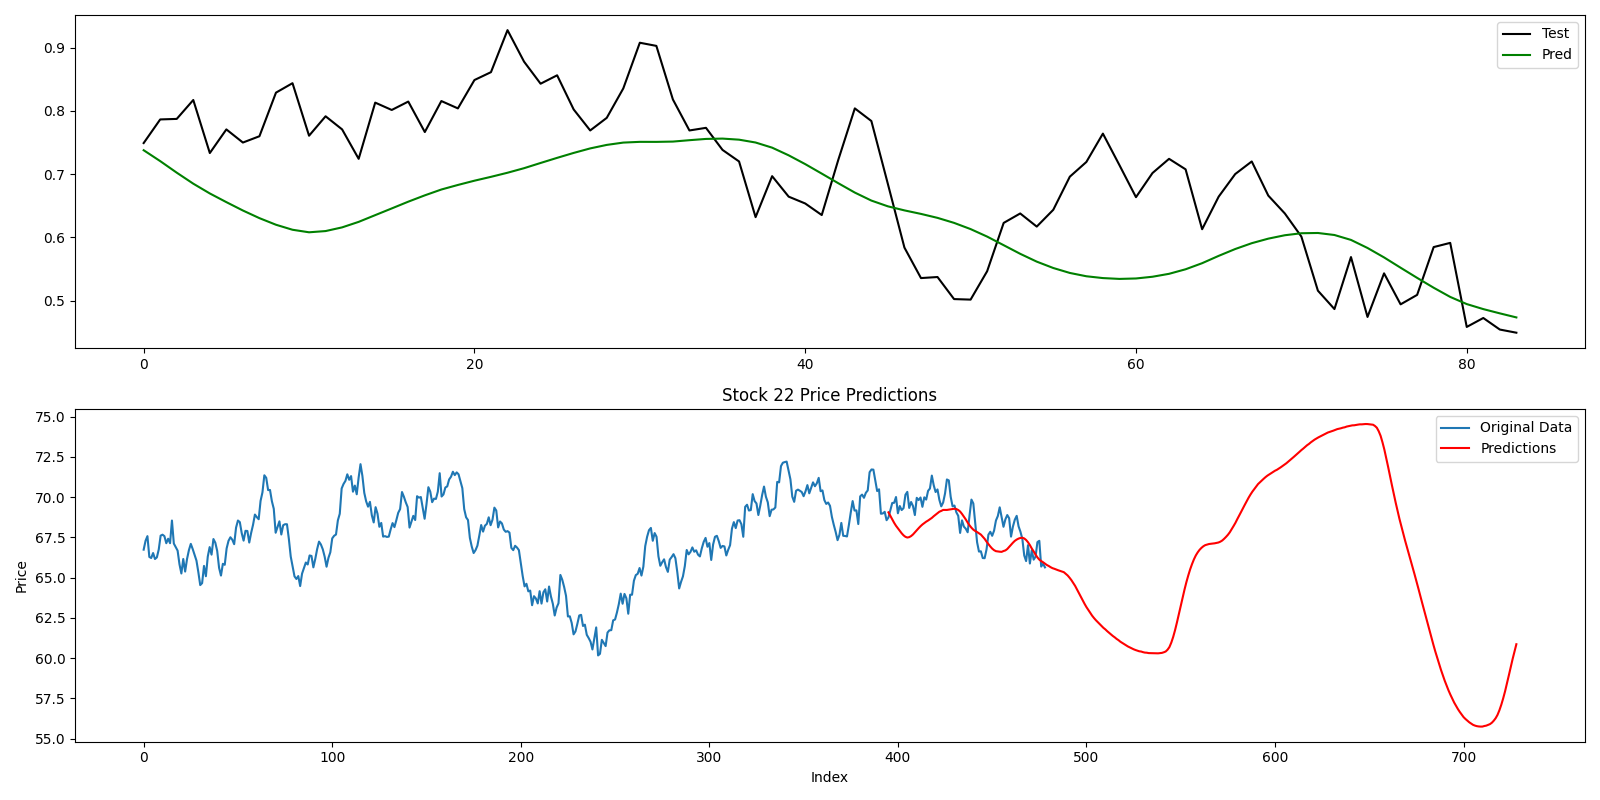 0.9
0.8
0.7
0.6
0.5
Test
Pred
0 20 40 60 80
Stock 22 Price Predictions
75.0
72.5
70.0
67.5
65.0
62.5
60.0
57.5
55.0
Price
Original Data
Predictions
0 100 200 300 400 500 600 700
Index